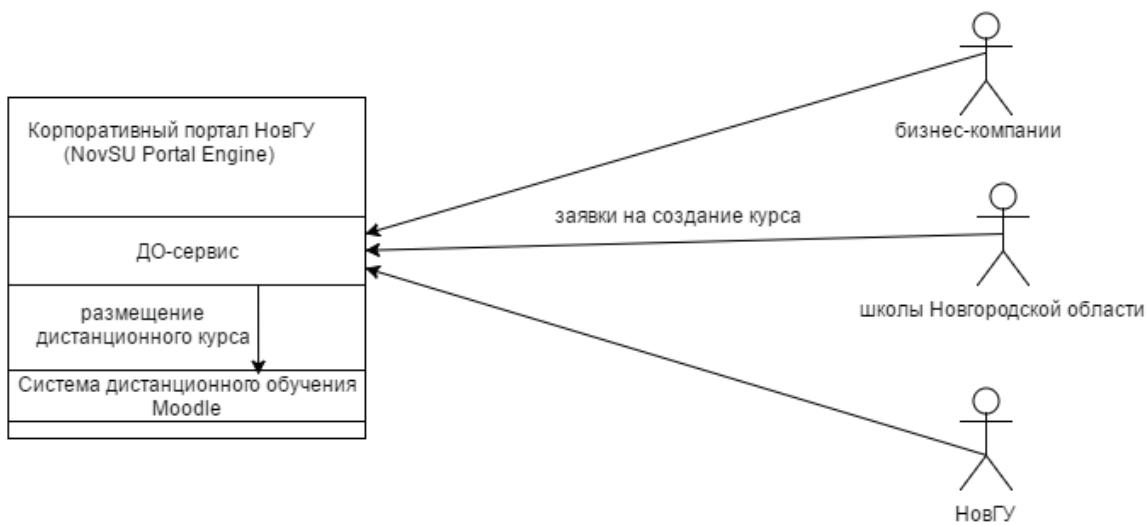 Корпоративный портал НовГУ
(NovSU Portal Engine)
ДО-сервис
размещение
дистанционного курса
Система дистанционного обучения
Moodle
бизнес-компании
заявки на создание курса
школы Новгородской области
НовГУ